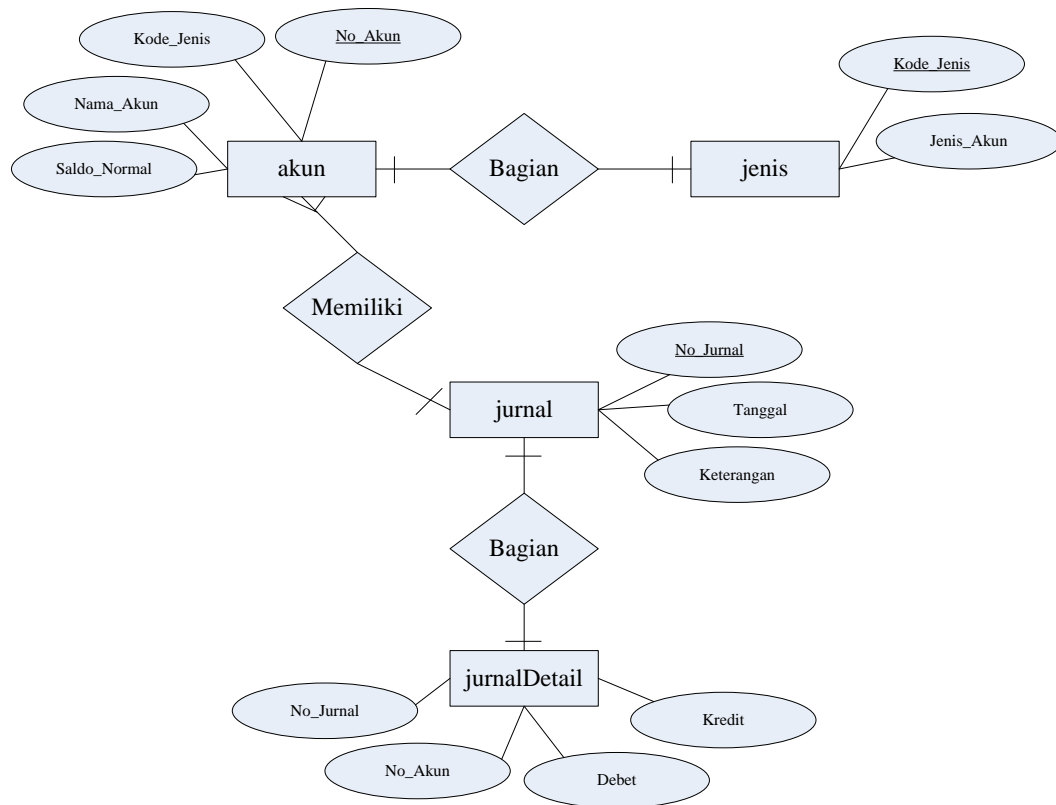 Kode_Jenis
No_Akun
Nama_Akun
Saldo_Normal
akun
Bagian
jenis
Kode_Jenis
Jenis_Akun
Memiliki
jurnal
No_Jurnal
Tanggal
Keterangan
Bagian
jurnalDetail
No_Jurnal
No_Akun
Debet
Kredit